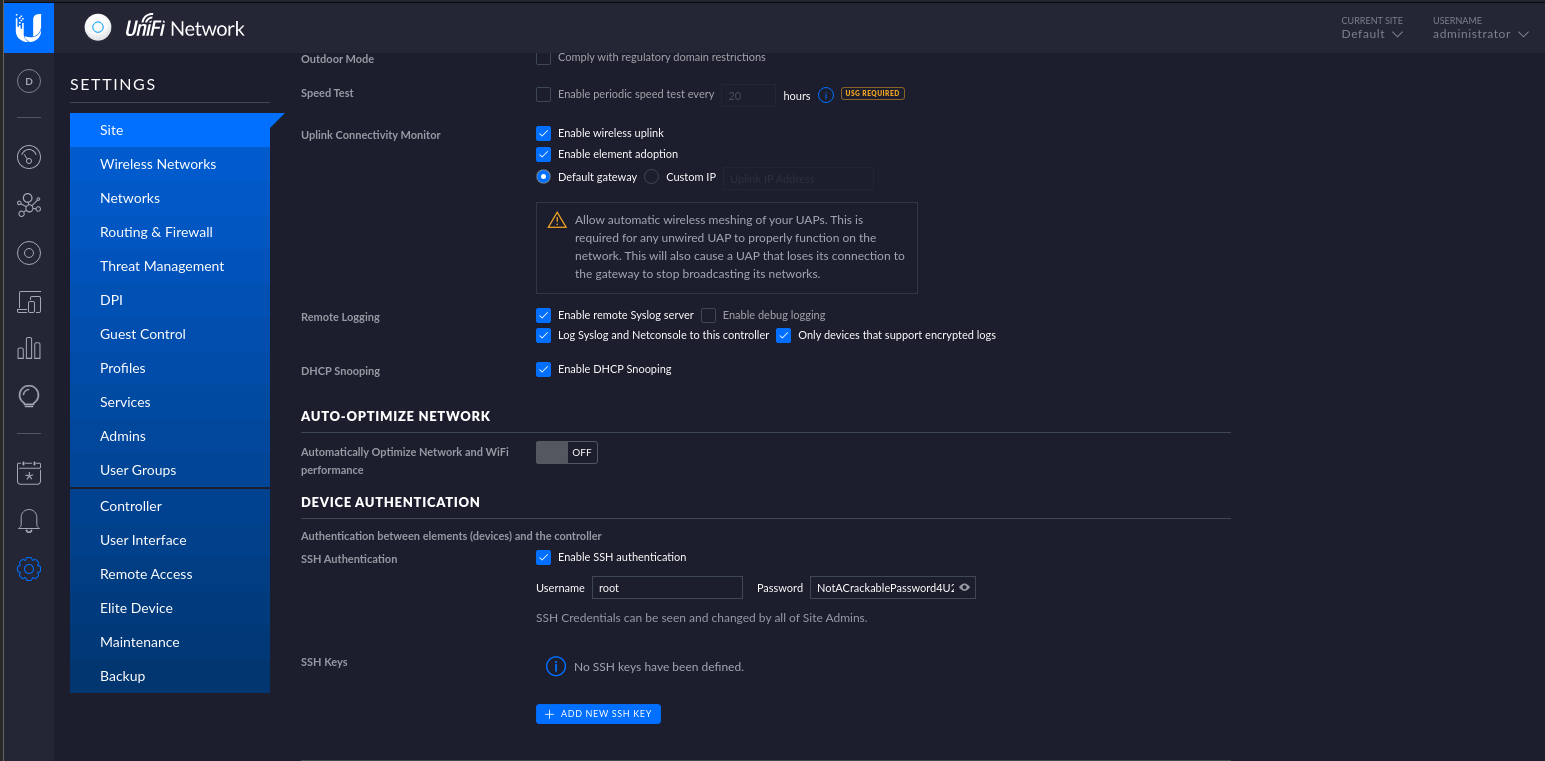 UniFi Network
CURRENT SITE
Default
USERNAME
administrator
D
SETTINGS
Site
Wireless Networks
Networks
Routing & Firewall
Threat Management
DPI
Guest Control
Profiles
Services
Admins
User Groups
Controller
User Interface
Remote Access
Elite Device
Maintenance
Backup
Outdoor Mode
Comply with regulatory domain restrictions
Speed Test
Enable periodic speed test every 20 hours USG REQUIRED
Uplink Connectivity Monitor
Enable wireless uplink
Enable element adoption
Default gateway Custom IP Uplink IP Address
Allow automatic wireless meshing of your UAPs. This is
required for any unwired UAP to properly function on the
network. This will also cause a UAP that loses its connection to
the gateway to stop broadcasting its networks.
Remote Logging
Enable remote Syslog server Enable debug logging
Log Syslog and Netconsole to this controller Only devices that support encrypted logs
DHCP Snooping
Enable DHCP Snooping
AUTO-OPTIMIZE NETWORK
Automatically Optimize Network and WiFi
performance
OFF
DEVICE AUTHENTICATION
Authentication between elements (devices) and the controller
SSH Authentication
Enable SSH authentication
Username root Password NotACrackablePassword4U2
SSH Credentials can be seen and changed by all of Site Admins.
SSH Keys
No SSH keys have been defined.
ADD NEW SSH KEY